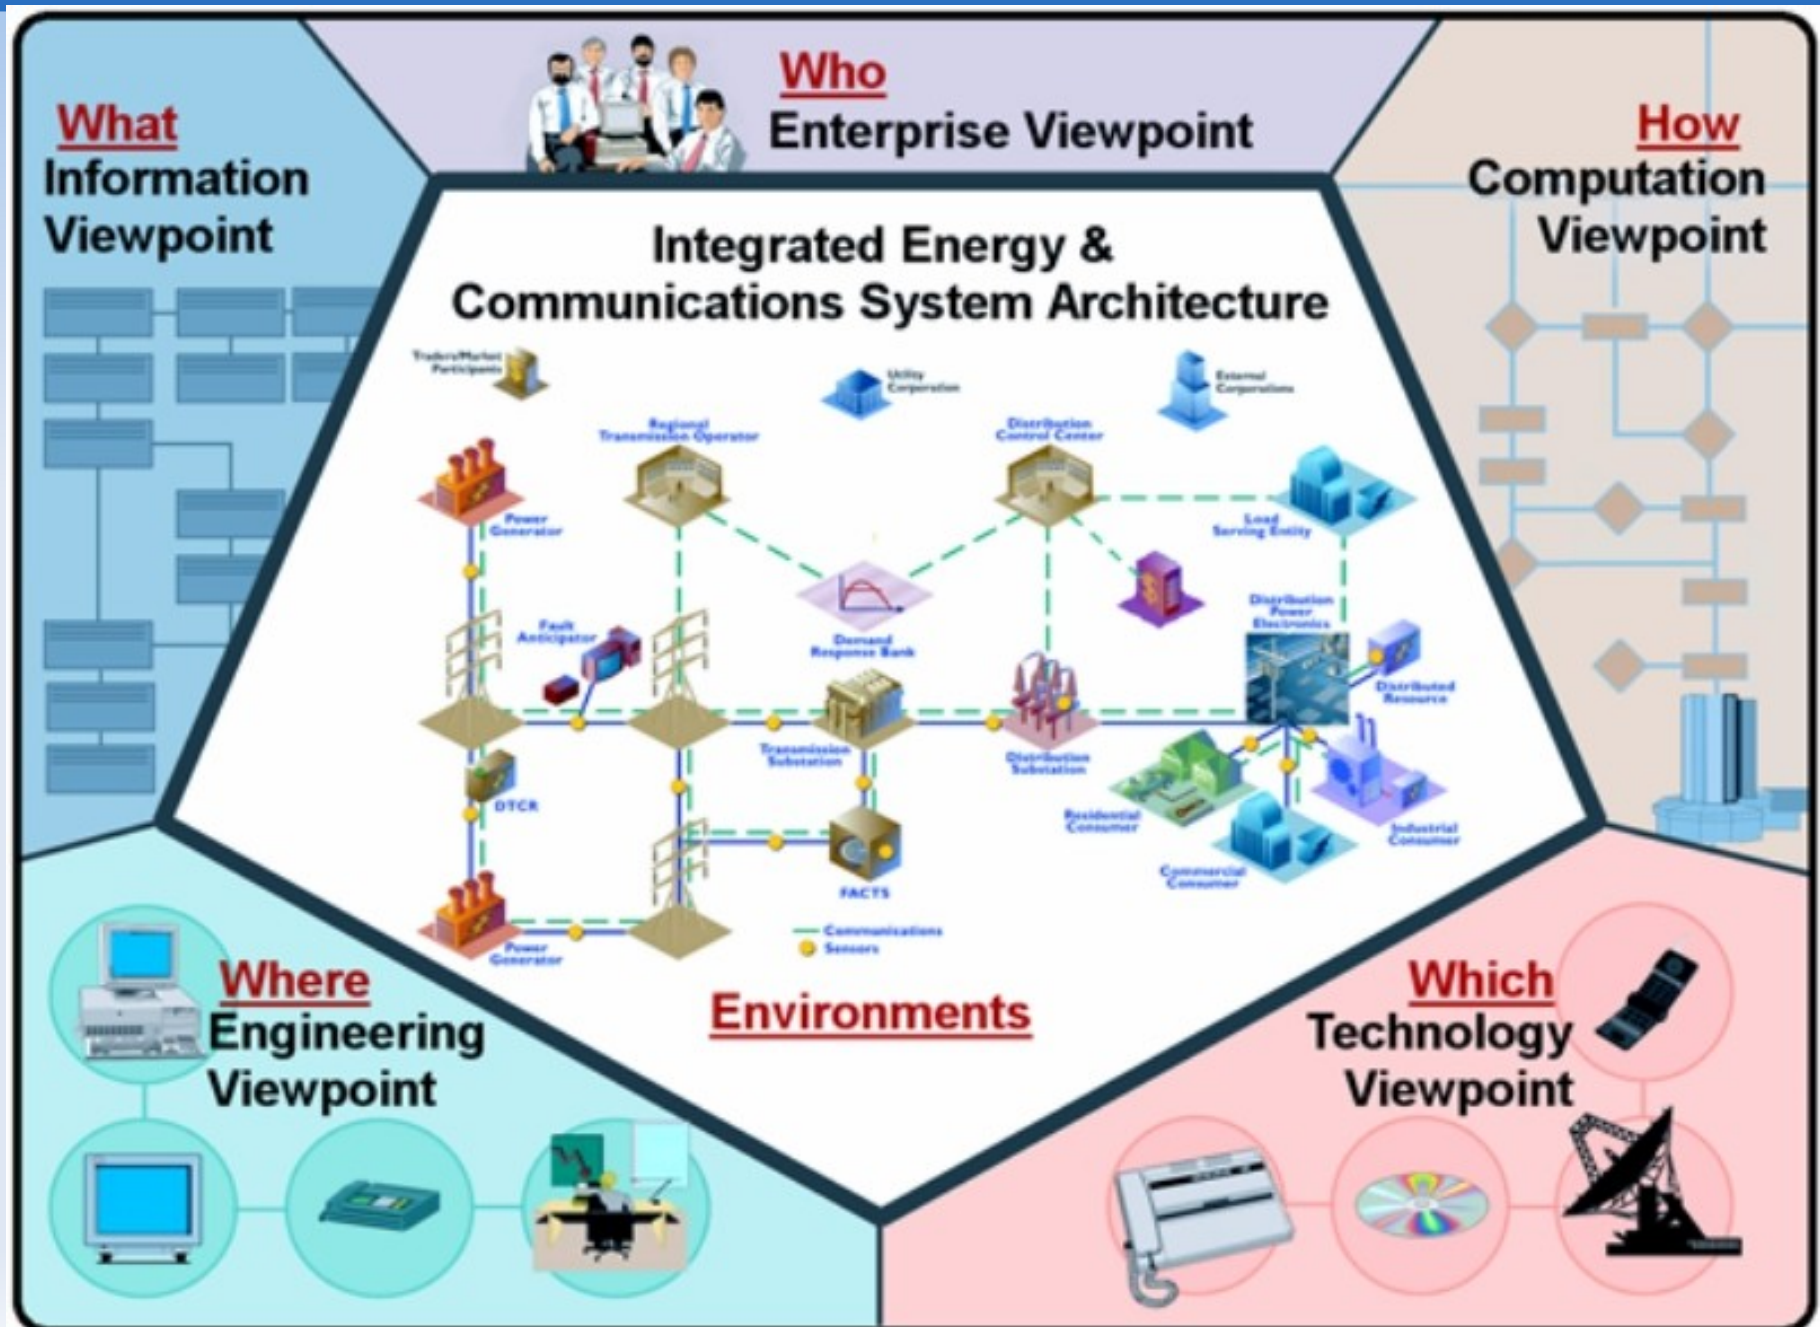 Who
Enterprise Viewpoint
What
Information
Viewpoint
How
Computation
Viewpoint
Integrated Energy &
Communications System Architecture
Traders/Market
Participants
Utility
Corporation
External
Corporations
Regional
Transmission Operator
Distribution
Control Center
Power
Generator
Load
Serving Entity
Fault
Anticipator
Demand
Response Bank
Distribution
Power
Electronics
Distributed
Resource
Transmission
Substation
Distribution
Substation
DTCR
Residential
Consumer
Industrial
Consumer
Commercial
Consumer
FACTS
Communications
Sensors
Power
Generator
Environments
Where
Engineering
Viewpoint
Which
Technology
Viewpoint